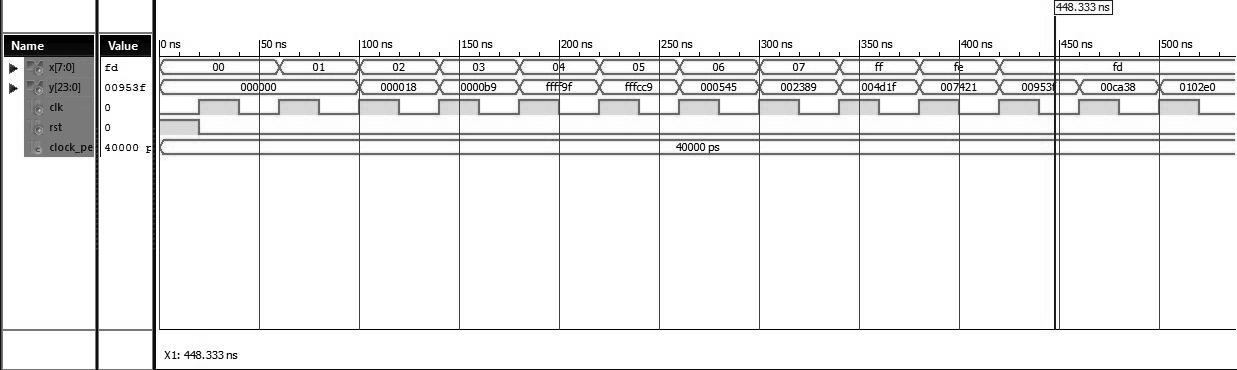 448.333 ns
Name Value 0 ns 50 ns 100 ns 150 ns 200 ns 250 ns 300 ns 350 ns 400 ns 450 ns 500 ns
x[7:0] fd 00 01 02 03 04 05 06 07 ff fe fd
y[23:0] 00953f 000000 000018 0000b9 ffff9f fffcc9 000545 002389 004d1f 007421 00953f 00ca38 0102e0
clk 0
rst 0
clock_pe 40000 p 40000 ps
X1: 448.333 ns